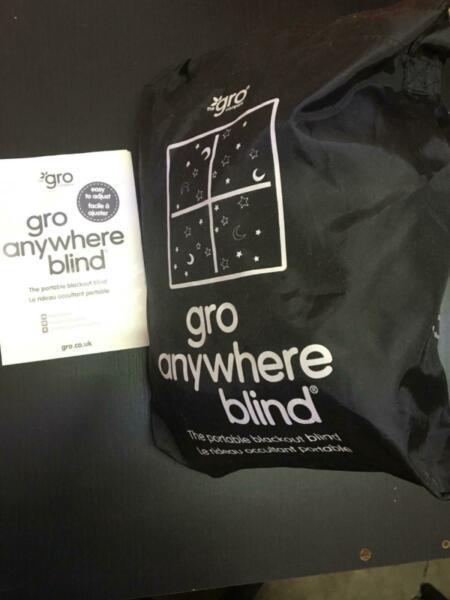 the gro company
easy
to adjust
facile à
ajuster
gro
anywhere
blind
The portable blackout blind
Le rideau occultant portable
gro.co.uk
the gro company
gro
anywhere
blind®
The portable blackout blind
Le rideau occultant portable